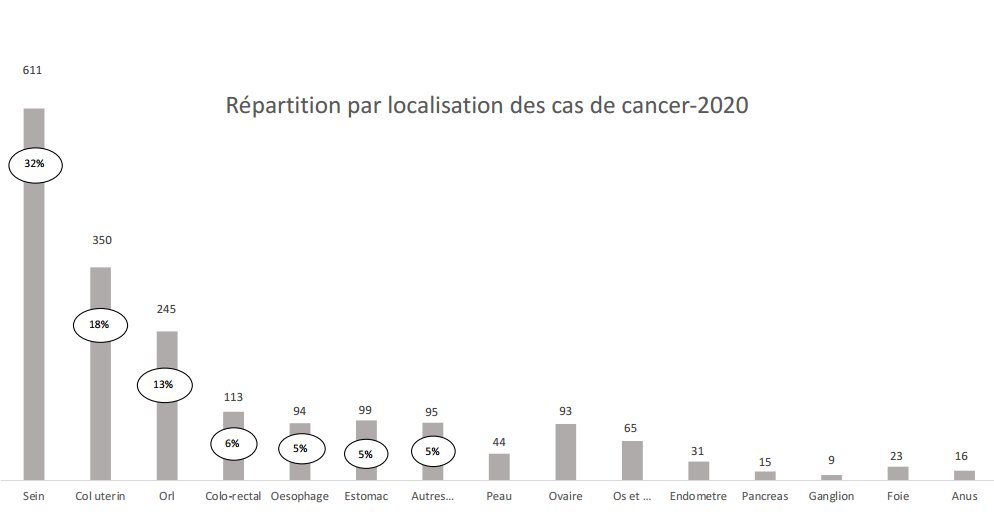 611
Répartition par localisation des cas de cancer-2020
32%
350
18%
245
13%
113
6%
94
5%
99
5%
95
5%
44
93
65
31
15
9
23
16
Sein
Col uterin
Orl
Colo-rectal
Oesophage
Estomac
Autres...
Peau
Ovaire
Os et ...
Endometre
Pancreas
Ganglion
Foie
Anus